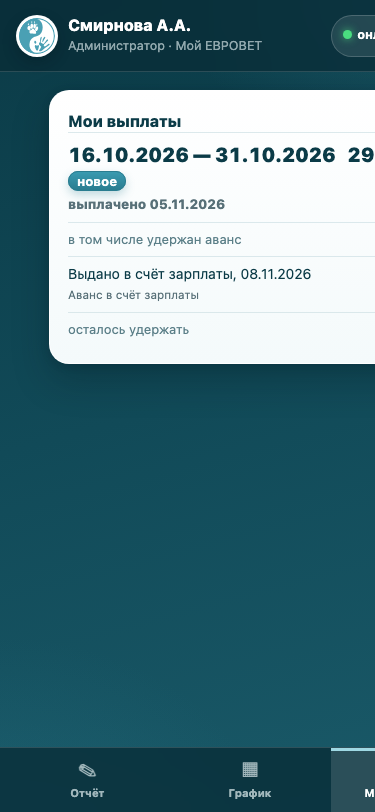 Смирнова А.А.
Администратор · Мой ЕВРОВЕТ
онл
Мои выплаты
16.10.2026 — 31.10.2026 29
новое
выплачено 05.11.2026
в том числе удержан аванс
Выдано в счёт зарплаты, 08.11.2026
Аванс в счёт зарплаты
осталось удержать
Отчёт
График
М